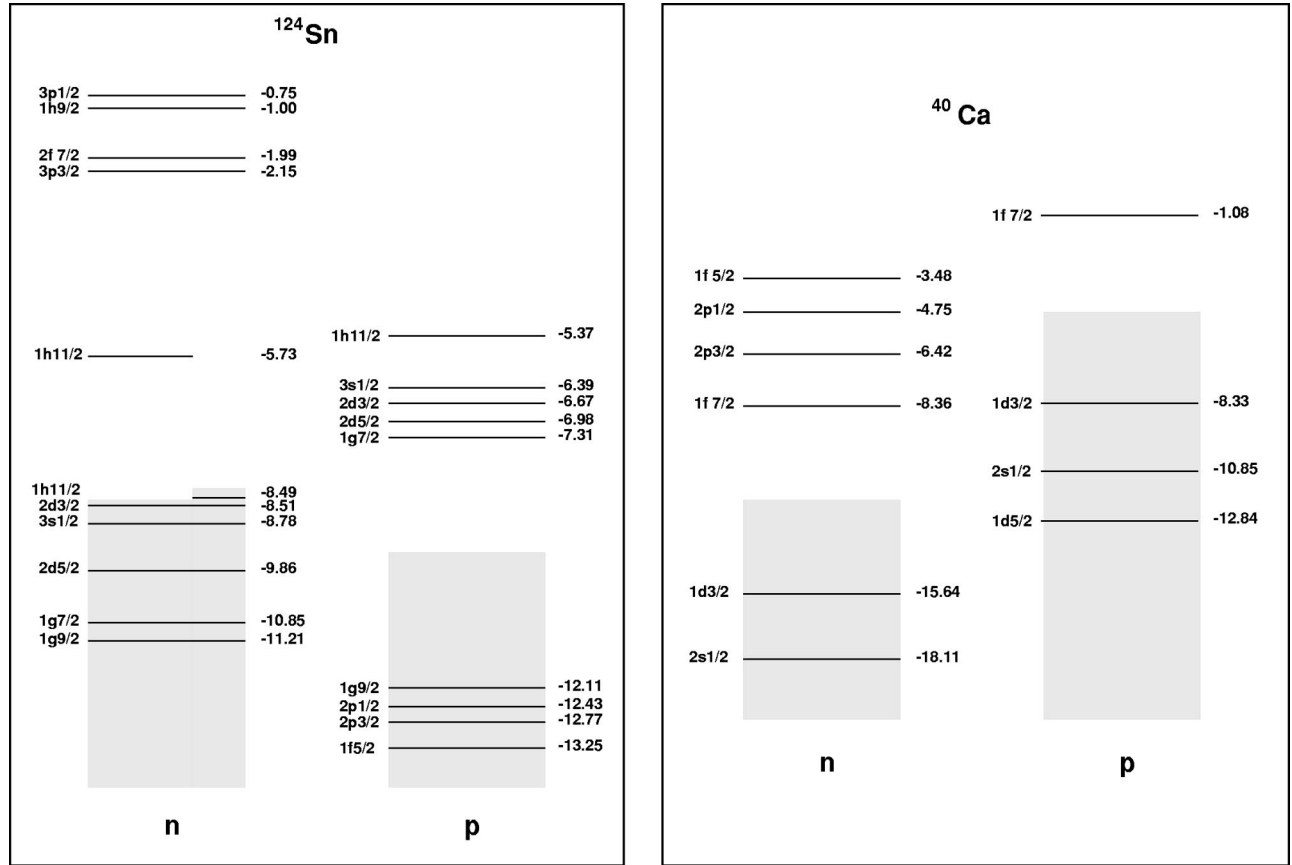 124Sn
3p1/2 -0.75
1h9/2 -1.00
2f 7/2 -1.99
3p3/2 -2.15
1h11/2 -5.73
1h11/2 -8.49
2d3/2 -8.51
3s1/2 -8.78
2d5/2 -9.86
1g7/2 -10.85
1g9/2 -11.21
n
1h11/2 -5.37
3s1/2 -6.39
2d3/2 -6.67
2d5/2 -6.98
1g7/2 -7.31
1g9/2 -12.11
2p1/2 -12.43
2p3/2 -12.77
1f5/2 -13.25
p
40 Ca
1f 5/2 -3.48
2p1/2 -4.75
2p3/2 -6.42
1f 7/2 -8.36
1d3/2 -15.64
2s1/2 -18.11
n
1f 7/2 -1.08
1d3/2 -8.33
2s1/2 -10.85
1d5/2 -12.84
p